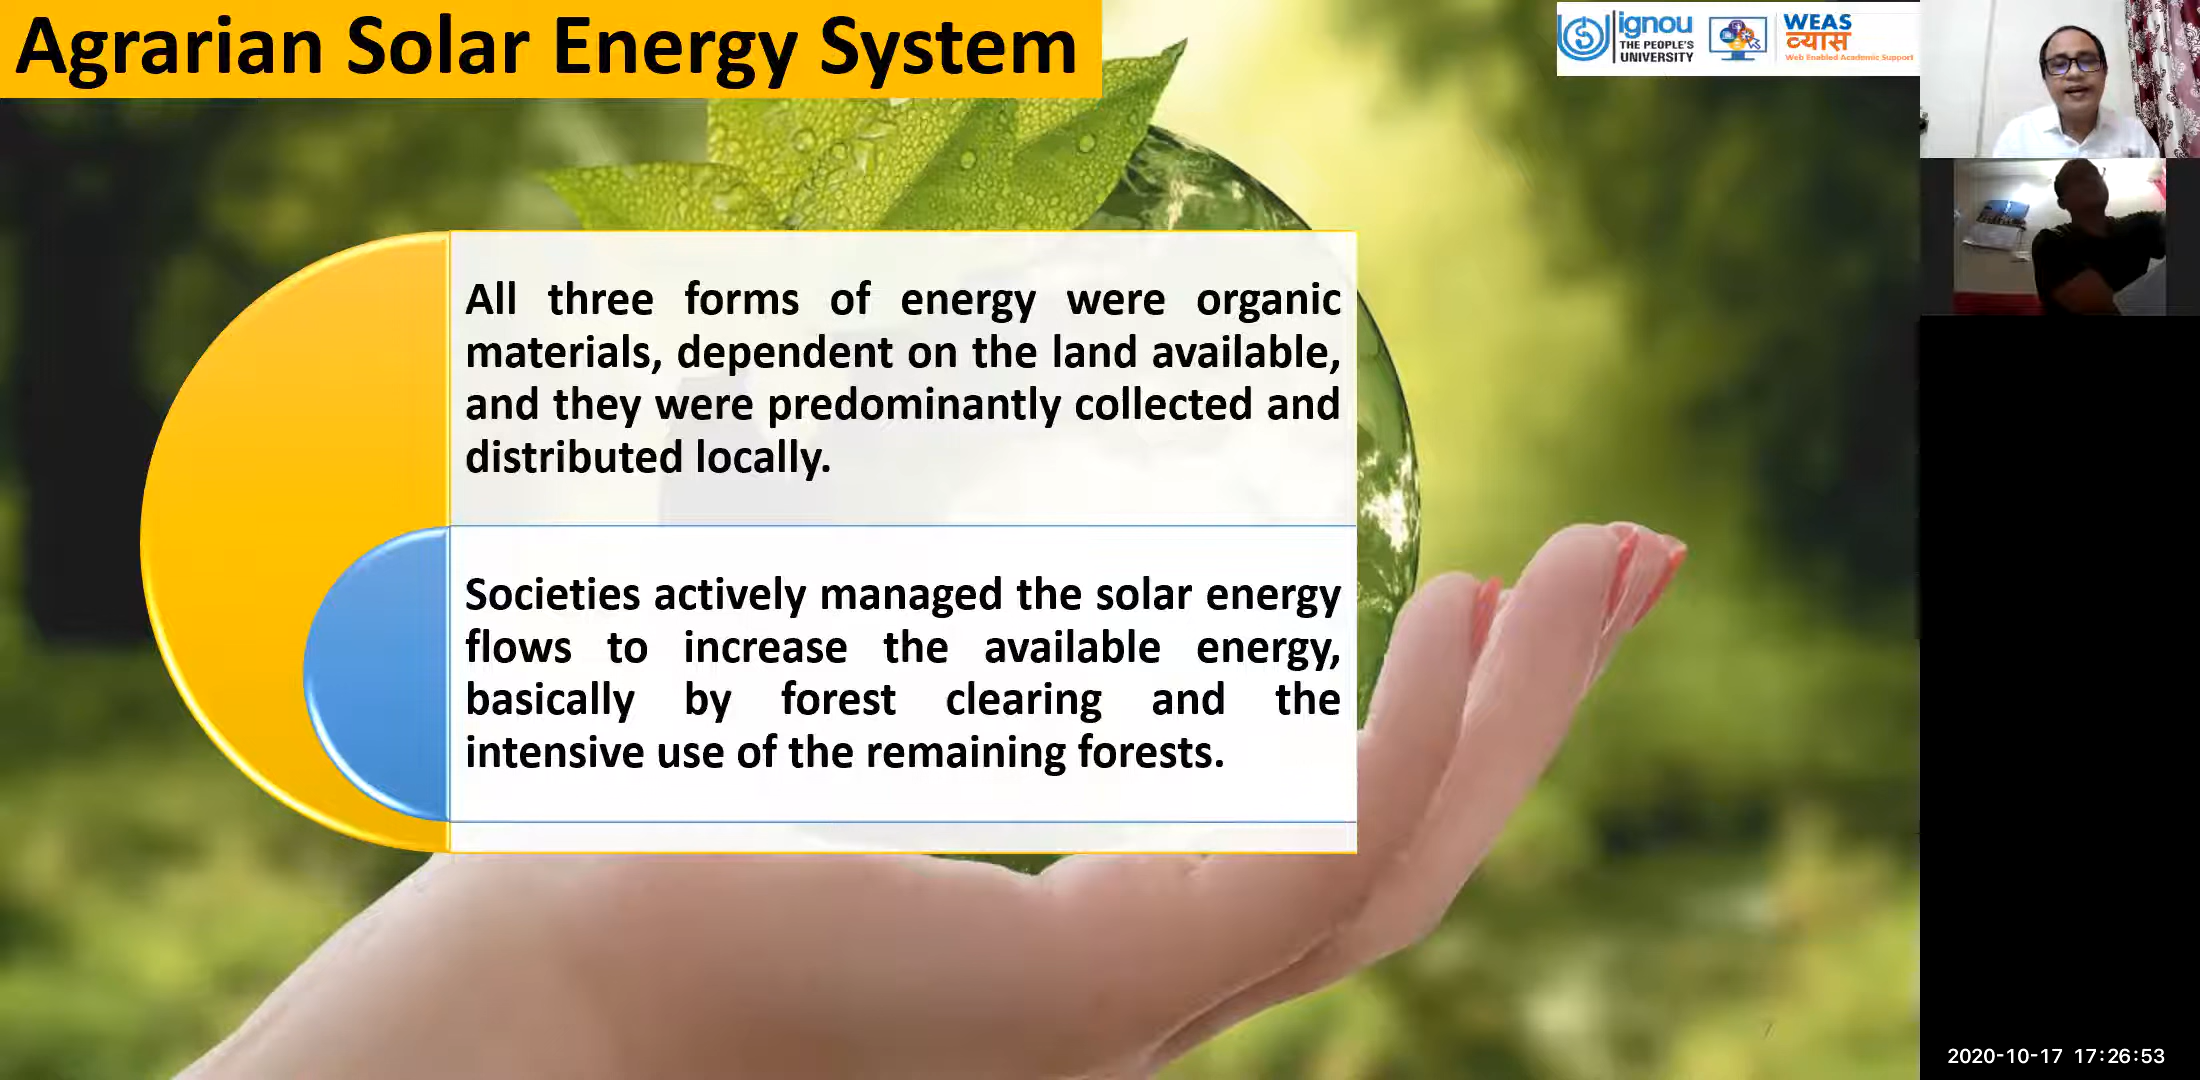 Agrarian Solar Energy System
ignou
THE PEOPLE'S
UNIVERSITY
WEAS
व्यास
Web Enabled Academic Support
All three forms of energy were organic
materials, dependent on the land available,
and they were predominantly collected and
distributed locally.
Societies actively managed the solar energy
flows to increase the available energy,
basically by forest clearing and the
intensive use of the remaining forests.
7
2020-10-17 17:26:53